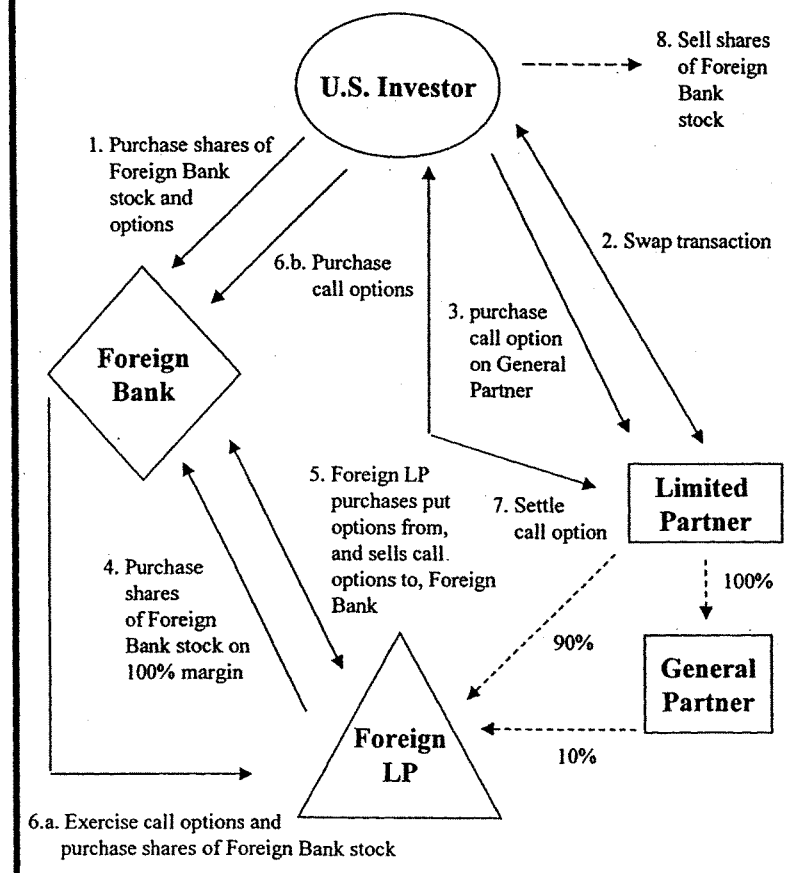 U.S. Investor
8. Sell shares
of Foreign
Bank
stock
1. Purchase shares of
Foreign Bank
stock and
options
2. Swap transaction
6.b. Purchase
call options
3. purchase
call option
on General
Partner
Foreign
Bank
5. Foreign LP
purchases put
options from,
and sells call
options to, Foreign
Bank
7. Settle
call option
Limited
Partner
4. Purchase
shares
of Foreign
Bank stock on
100% margin
100%
90%
General
Partner
Foreign
LP
10%
6.a. Exercise call options and
purchase shares of Foreign Bank stock